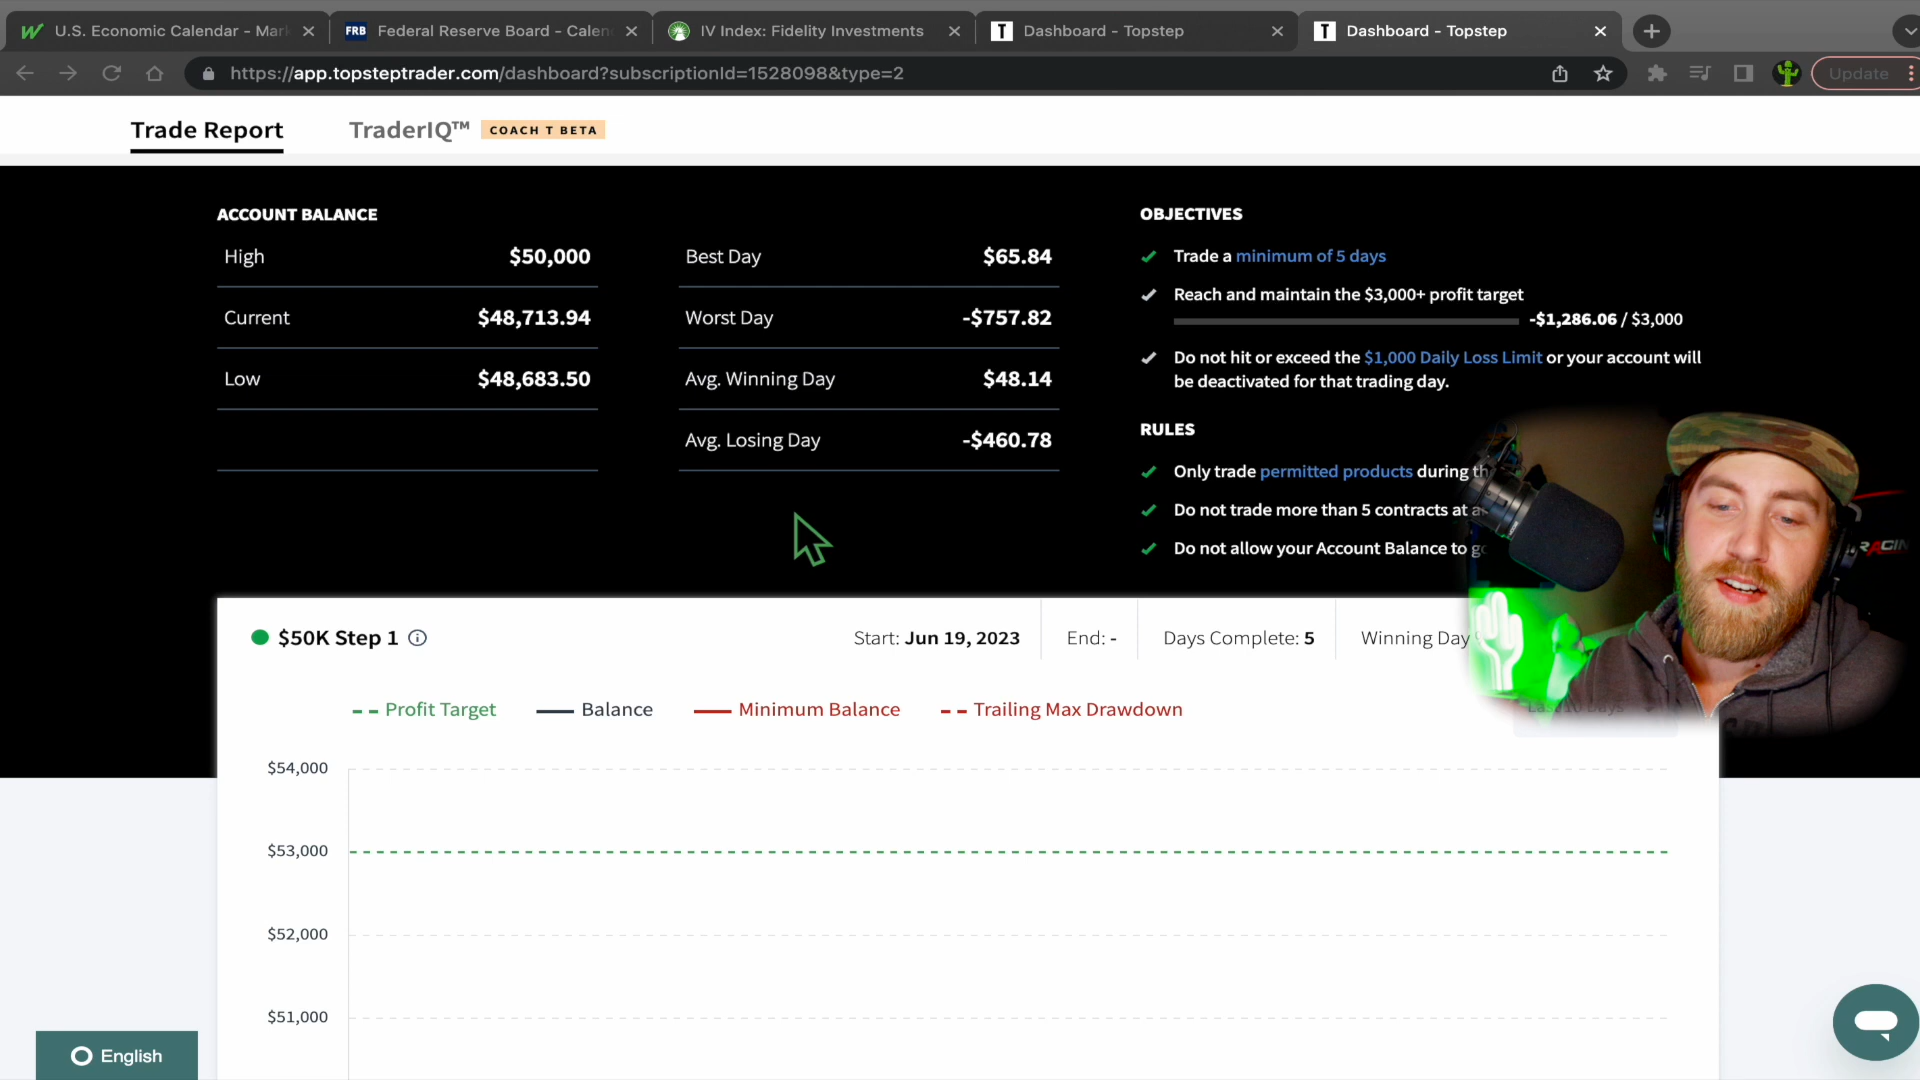 U.S. Economic Calendar - Mark
Federal Reserve Board - Calen
IV Index: Fidelity Investments
Dashboard - Topstep
Dashboard - Topstep
https://app.topsteptrader.com/dashboard?subscriptionId=1528098&type=2
Update
Trade Report
TraderIQ™
COACH T BETA
ACCOUNT BALANCE
High $50,000
Current $48,713.94
Low $48,683.50
Best Day $65.84
Worst Day -$757.82
Avg. Winning Day $48.14
Avg. Losing Day -$460.78
OBJECTIVES
Trade a minimum of 5 days
Reach and maintain the $3,000+ profit target
-$1,286.06 / $3,000
Do not hit or exceed the $1,000 Daily Loss Limit or your account will
be deactivated for that trading day.
RULES
Only trade permitted products during th
Do not trade more than 5 contracts at a
Do not allow your Account Balance to go
$50K Step 1
Start: Jun 19, 2023
End: -
Days Complete: 5
Winning Day
Profit Target
Balance
Minimum Balance
Trailing Max Drawdown
Last 10 Days
$54,000
$53,000
$52,000
$51,000
English